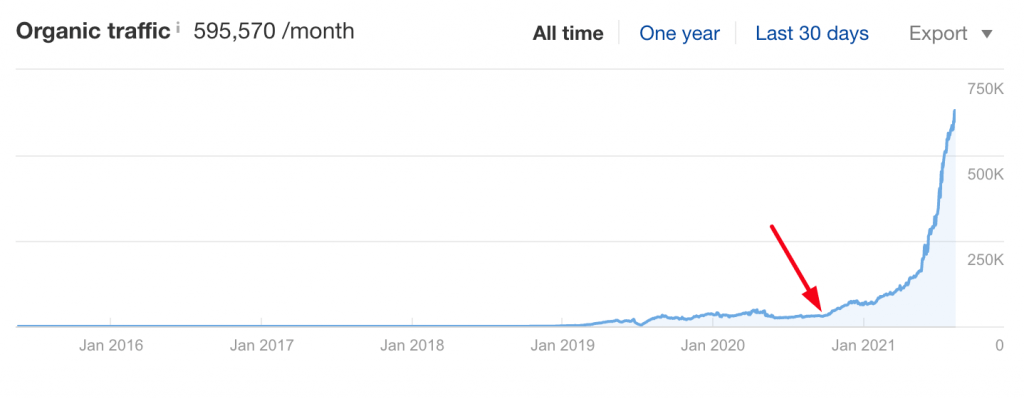 Organic traffic i 595,570 /month All time One year Last 30 days Export
750K
500K
250K
Jan 2016 Jan 2017 Jan 2018 Jan 2019 Jan 2020 Jan 2021 0